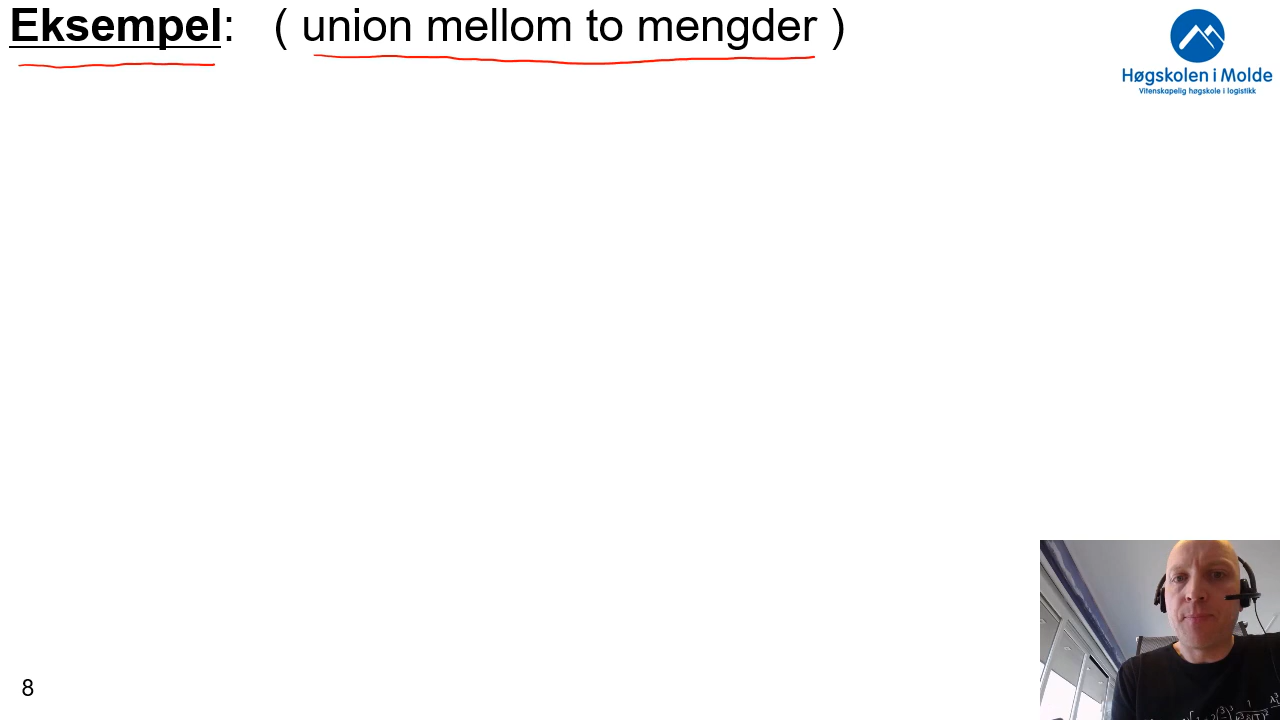 Eksempel: ( union mellom to mengder )
Høgskolen i Molde
Vitenskapelig høgskole i logistikk
8